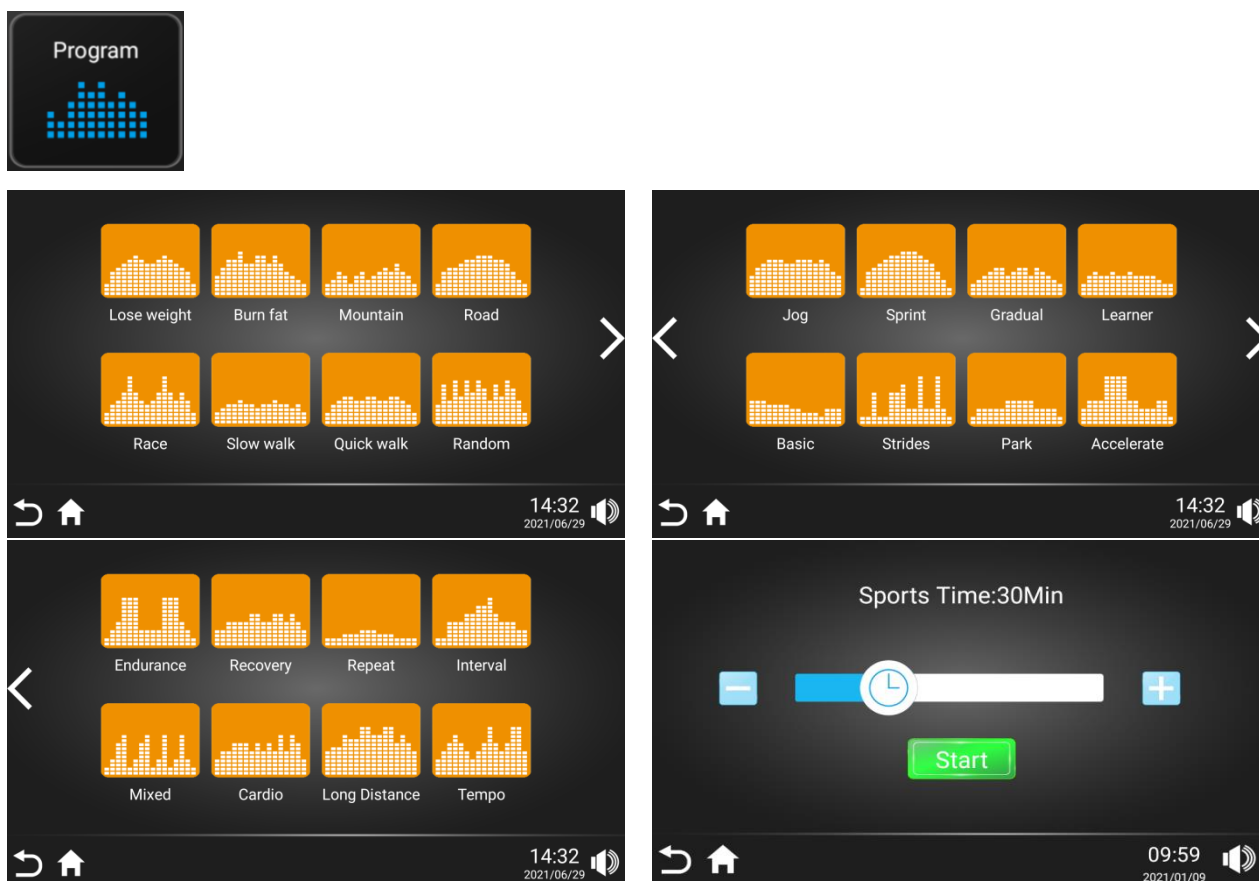 Program
Lose weight Burn fat Mountain Road
Race Slow walk Quick walk Random
14:32
2021/06/29
Jog Sprint Gradual Learner
Basic Strides Park Accelerate
14:32
2021/06/29
Endurance Recovery Repeat Interval
Mixed Cardio Long Distance Tempo
14:32
2021/06/29
Sports Time:30Min
Start
09:59
2021/01/09